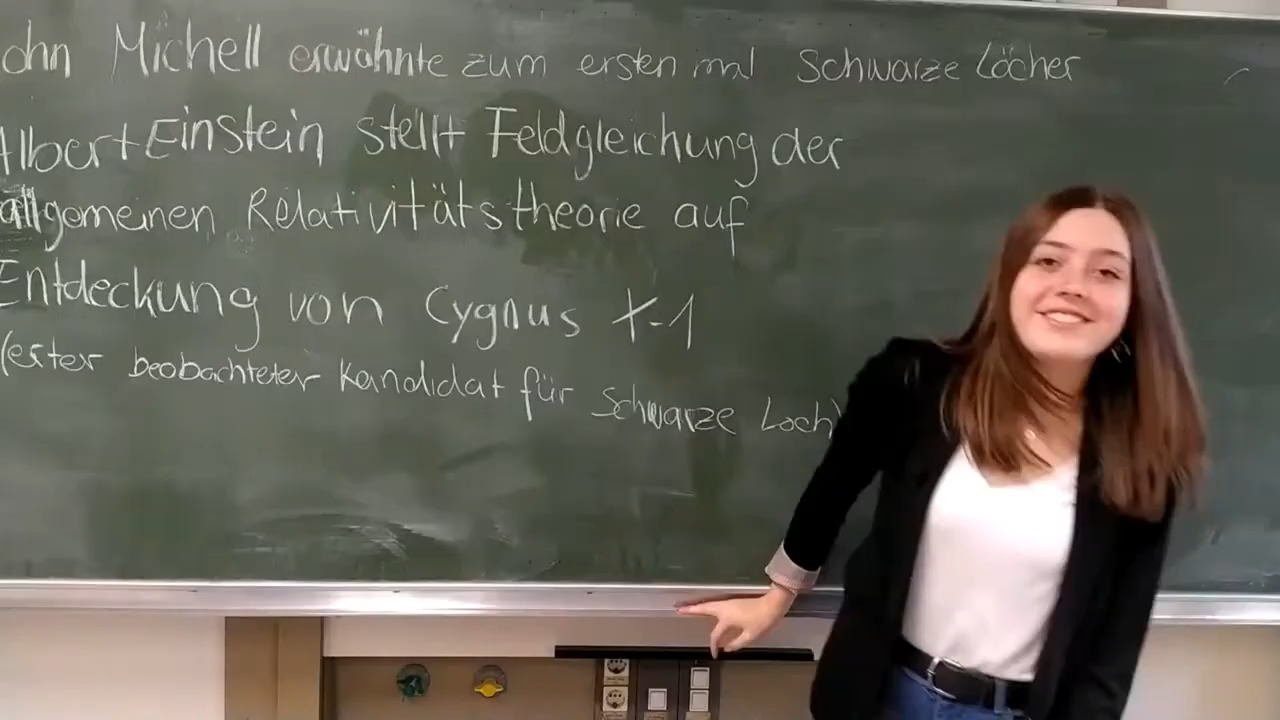 ohn Michell erwähnte zum ersten mal Schwarze Löcher
Albert Einstein stellt Feldgleichung der
allgemeinen Relativitätstheorie auf
Entdeckung von Cygnus X-1
(erster beobachteter Kandidat für Schwarze Loch)